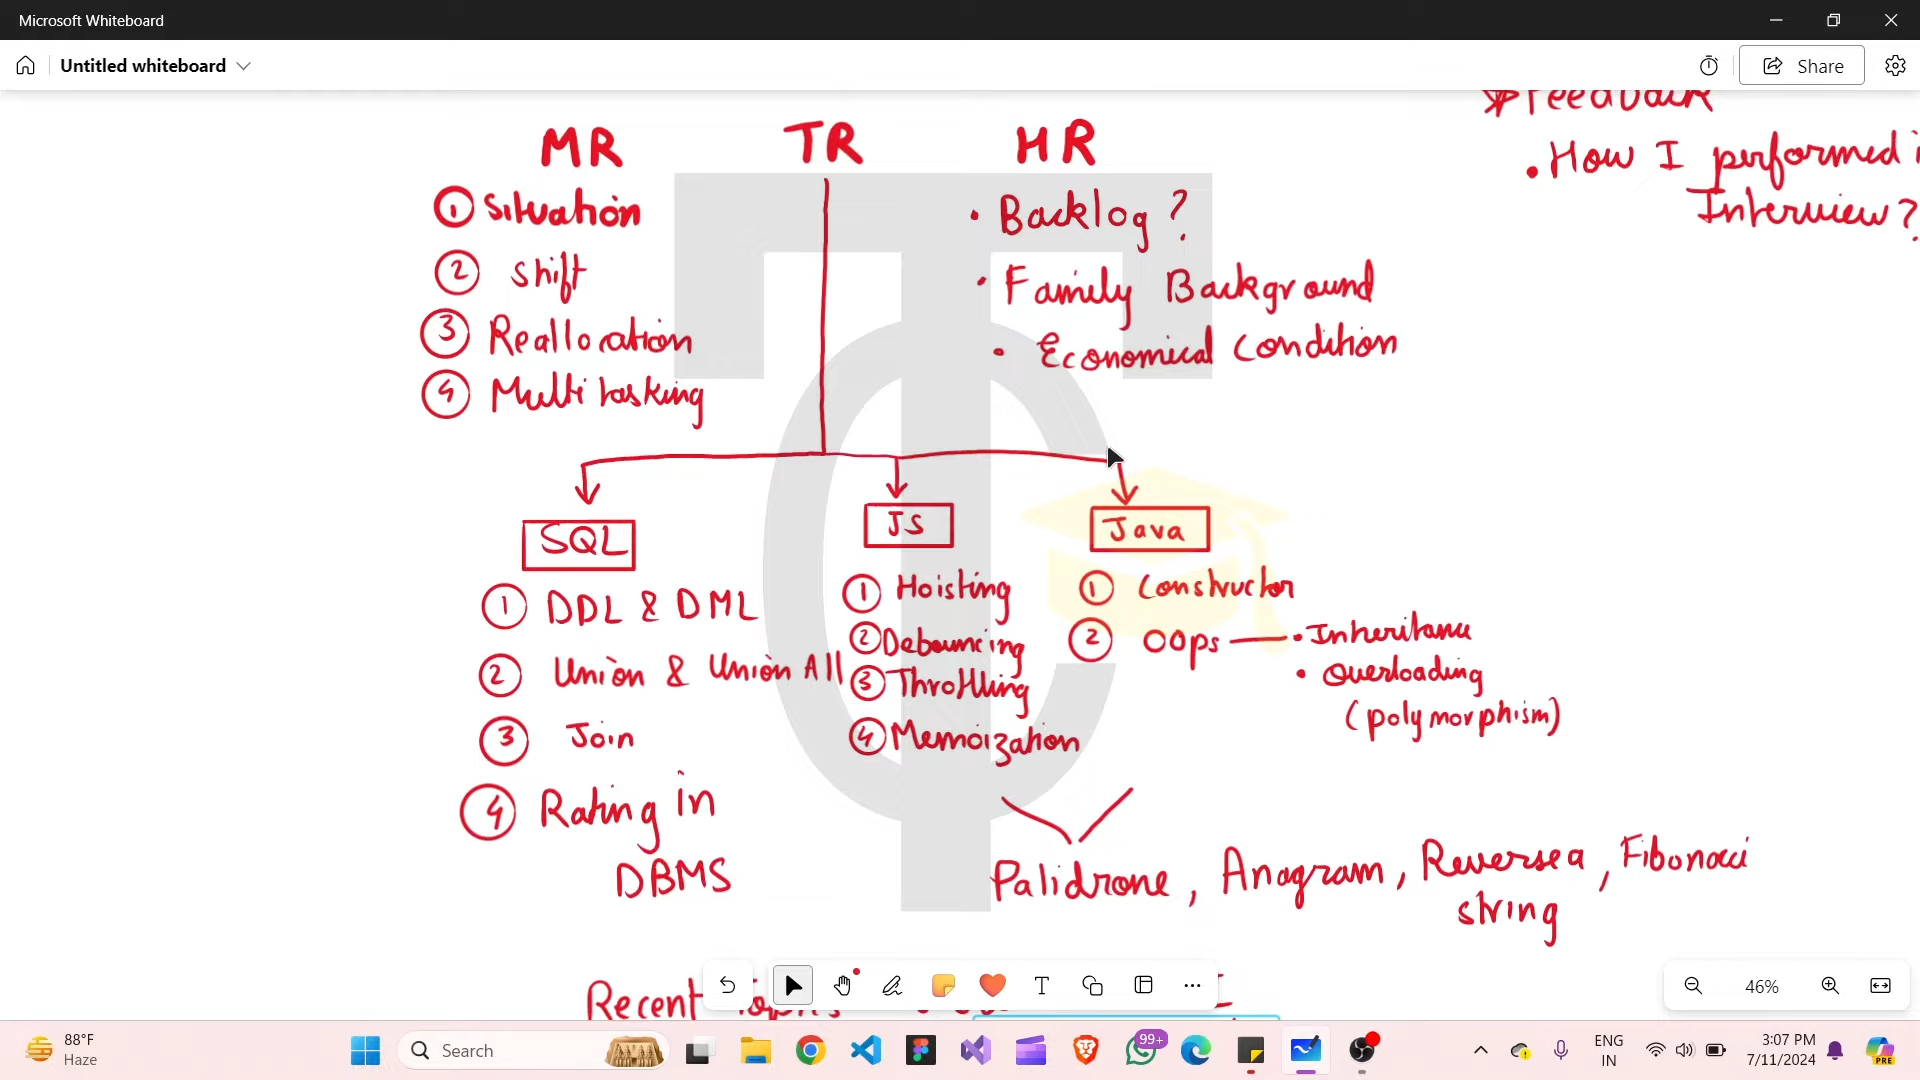 Microsoft Whiteboard
Untitled whiteboard
Share
Feedback
• How I performed i
Interview?
MR TR HR
① Situation
② Shift
③ Reallocation
④ Multi tasking
• Backlog?
• Family Background
• Economical Condition
SQL
① DDL & DML
② Union & Union All
③ Join
④ Rating in
DBMS
JS
① Hoisting
② Debouncing
③ Throttling
④ Memoization
Java
① Constructor
② OOps — • Inheritance
• Overloading
(polymorphism)
Palidrone, Anagram, Reversea, Fibonacci
string
Recent
46%
88°F
Haze
Search
99+
ENG
IN
3:07 PM
7/11/2024
PRE